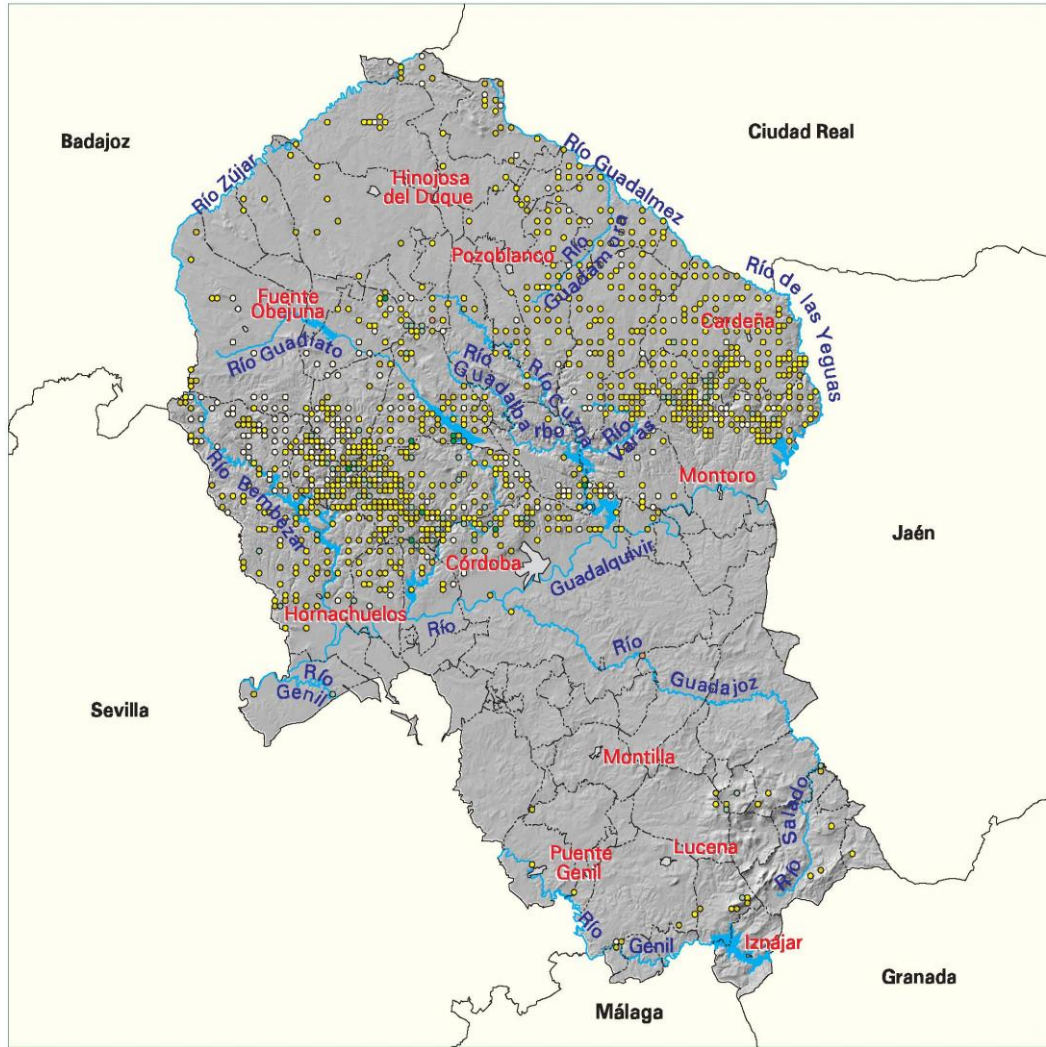 Badajoz
Ciudad Real
Río Zújar
Río Guadalmez
Hinojosa
del Duque
Río
Guadamora
Pozoblanco
Río de las Yeguas
Fuente
Obejuna
Cardeña
Río Guadiato
Río
Guadalbarbo
Río Cuzna
Río
Varas
Montoro
Río Bembézar
Jaén
Córdoba
Guadalquivir
Hornachuelos
Río
Río
Río
Genil
Guadajoz
Sevilla
Montilla
Río Salado
Lucena
Puente
Genil
Río
Genil
Iznájar
Granada
Málaga